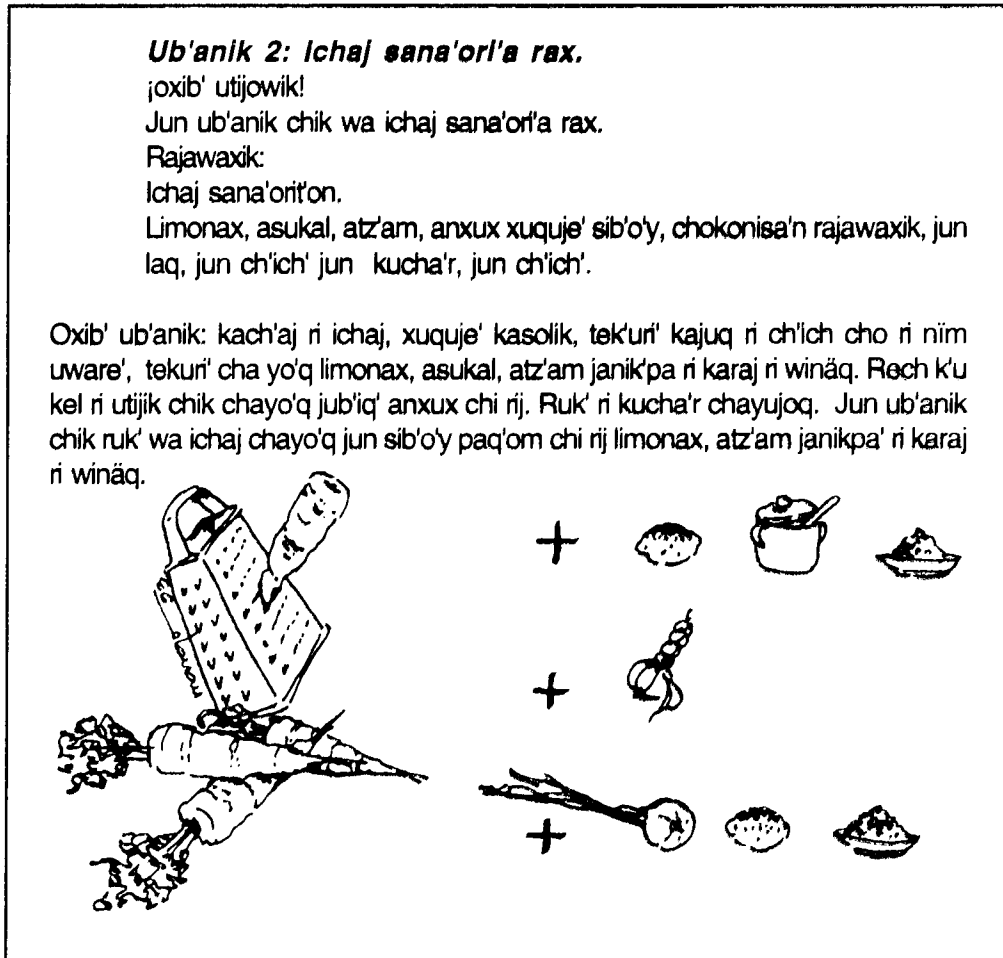 Ub'anik 2: Ichaj sana'ori'a rax.
¡oxib' utijowik!
Jun ub'anik chik wa ichaj sana'ori'a rax.
Rajawaxik:
Ichaj sana'orit'on.
Limonax, asukal, atz'am, anxux xuquje' sib'o'y, chokonisa'n rajawaxik, jun
laq, jun ch'ich' jun kucha'r, jun ch'ich'.
Oxib' ub'anik: kach'aj ri ichaj, xuquje' kasolik, tek'uri' kajuq ri ch'ich cho ri nïm
uware', tekuri' cha yo'q limonax, asukal, atz'am janik'pa ri karaj ri winäq. Rech k'u
kel ri utijik chik chayo'q jub'iq' anxux chi rij. Ruk' ri kucha'r chayujoq. Jun ub'anik
chik ruk' wa ichaj chayo'q jun sib'o'y paq'om chi rij limonax, atz'am janikpa' ri karaj
ri winäq.